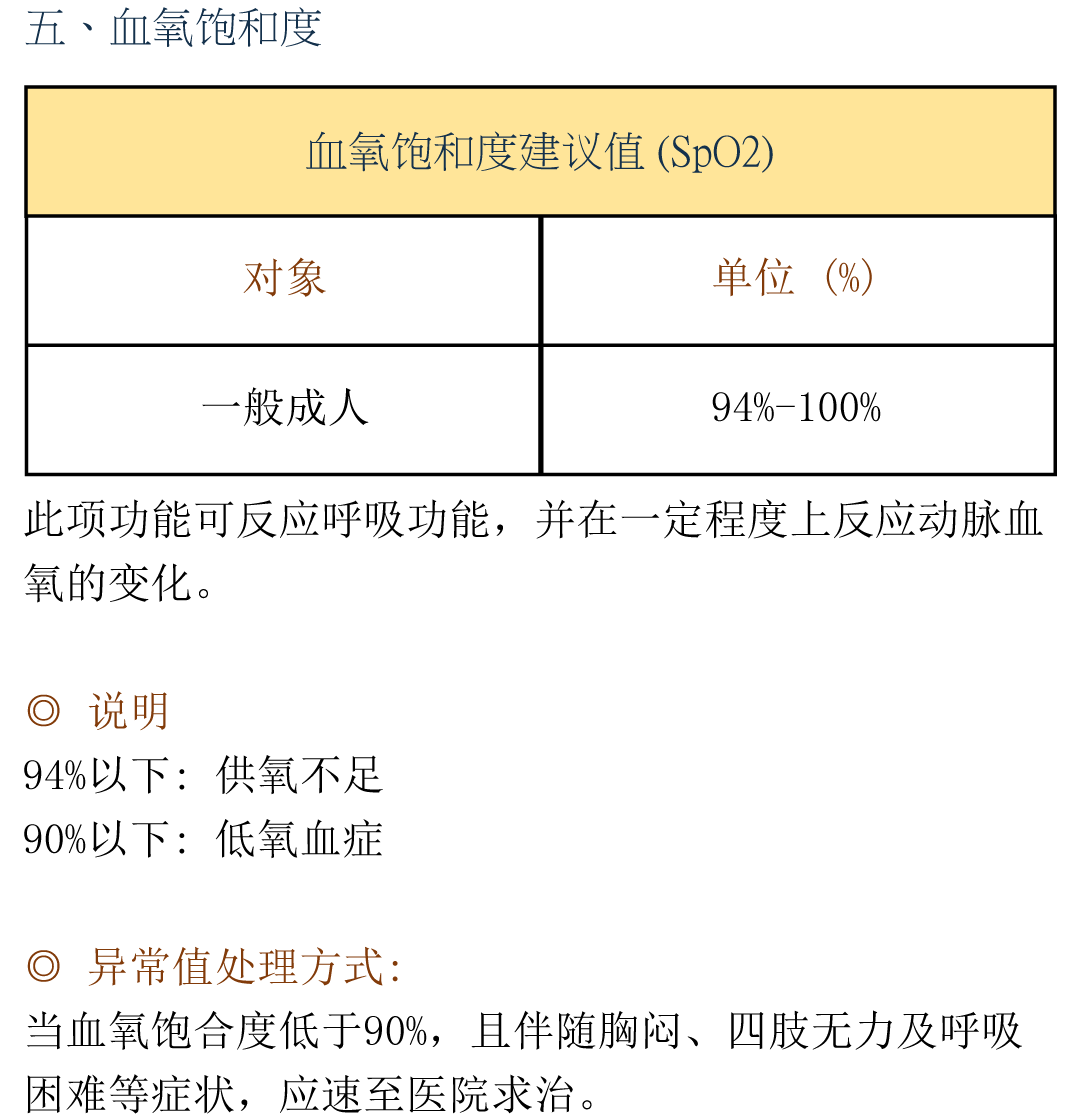 五、血氧饱和度
血氧饱和度建议值 (SpO2)
对象
单位 (%)
一般成人
94%-100%
此项功能可反应呼吸功能，并在一定程度上反应动脉血
氧的变化。
◎ 说明
94%以下: 供氧不足
90%以下: 低氧血症
◎ 异常值处理方式:
当血氧饱合度低于90%，且伴随胸闷、四肢无力及呼吸
困难等症状，应速至医院求治。